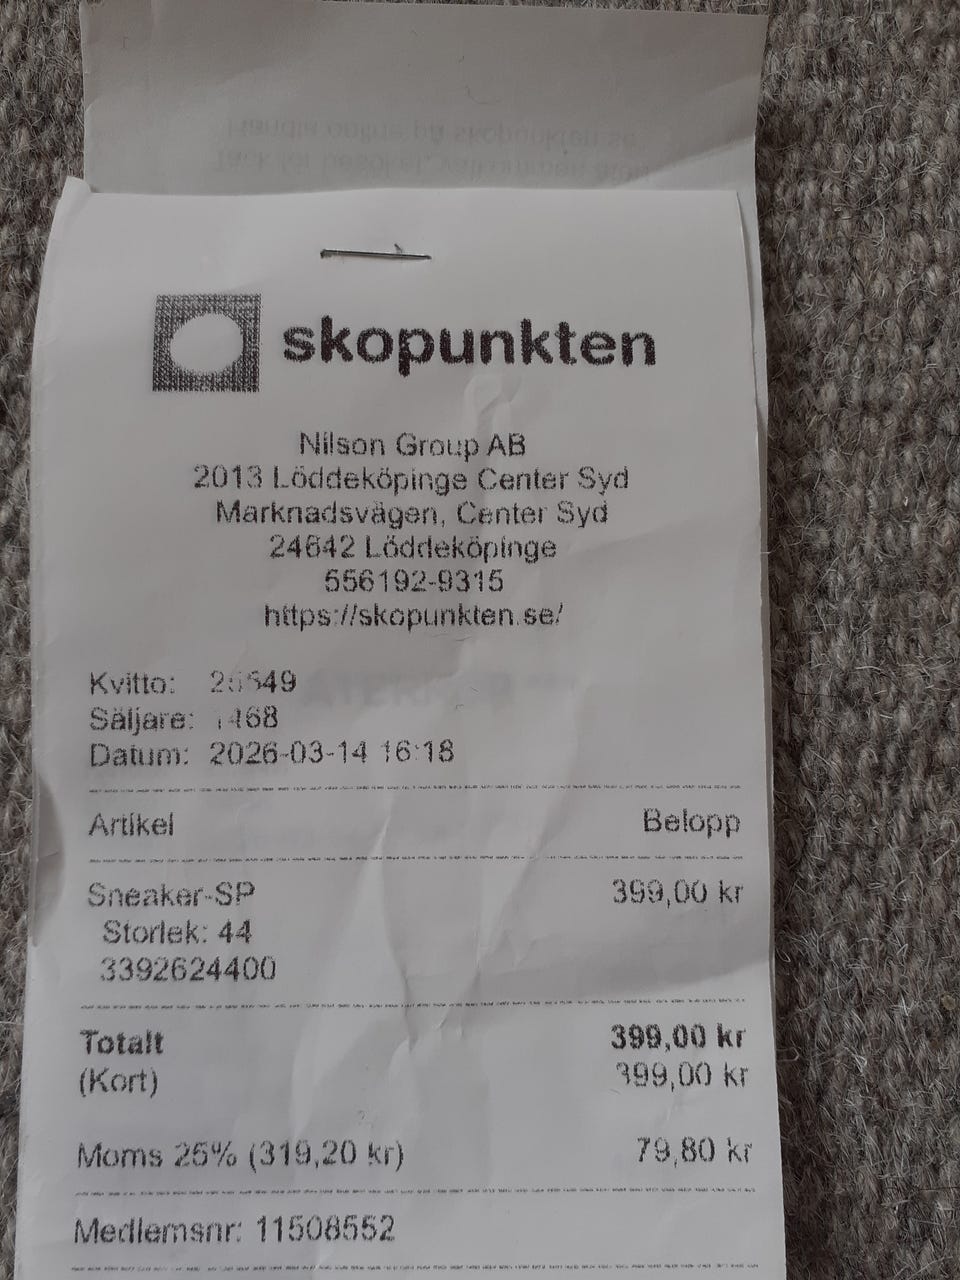 skopunkten
Nilson Group AB
2013 Löddeköpinge Center Syd
Marknadsvägen, Center Syd
24642 Löddeköpinge
556192-9315
https://skopunkten.se/
Kvitto:
Säljare:
Datum: 2026-03-14 16:18
Artikel Belopp
Sneaker-SP 399,00 kr
Storlek: 44
3392624400
Totalt 399,00 kr
(Kort) 399,00 kr
Moms 25% (319,20 kr) 79,80 kr
Medlemsnr: 11508552